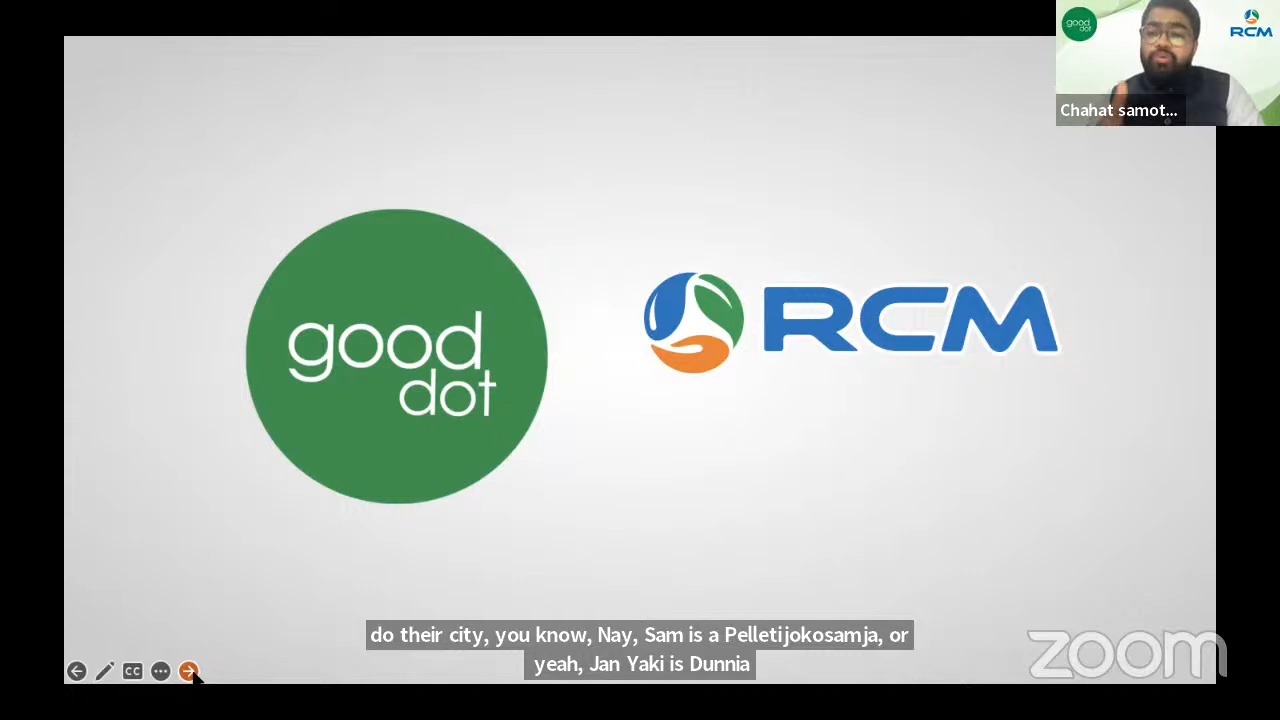 good
dot
RCM
Chahat samot...
good
dot
RCM
do their city, you know, Nay, Sam is a Pelletijokosamja, or
yeah, Jan Yaki is Dunnia
CC
zoom